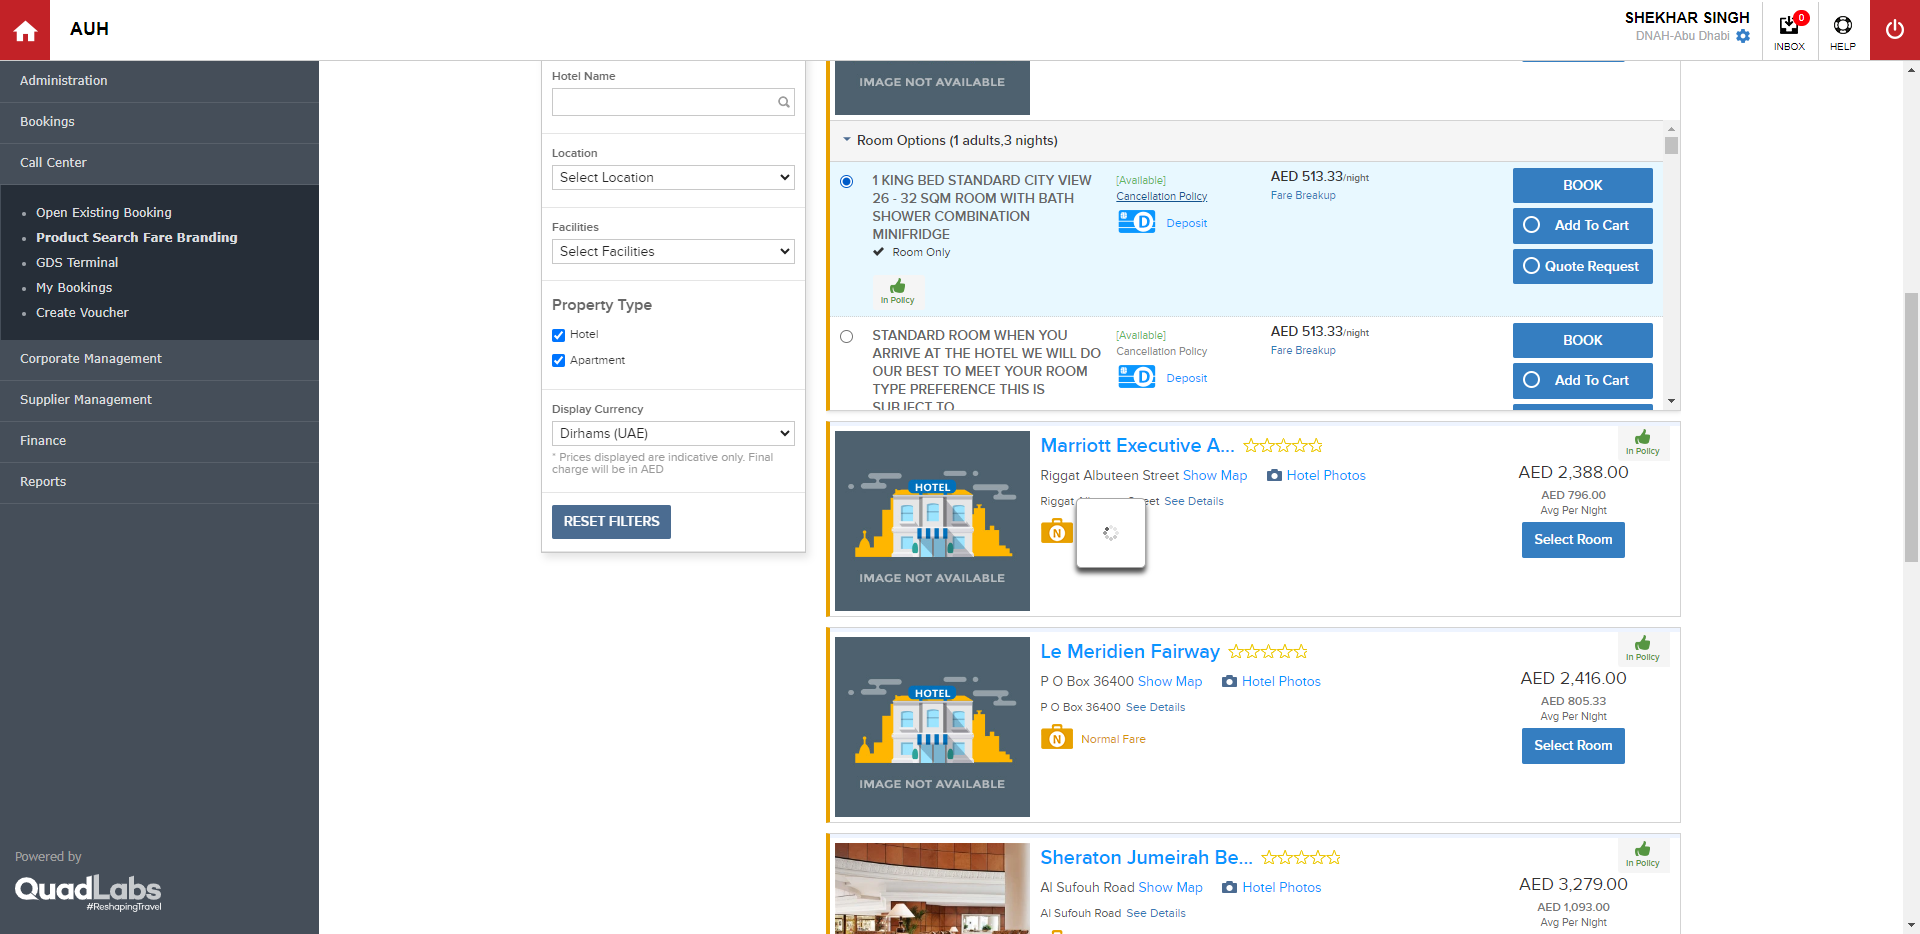 AUH
SHEKHAR SINGH
DNAH-Abu Dhabi
0
INBOX
HELP
Administration
Bookings
Call Center
Open Existing Booking
Product Search Fare Branding
GDS Terminal
My Bookings
Create Voucher
Corporate Management
Supplier Management
Finance
Reports
Powered by
QuadLabs
#ReshapingTravel
Hotel Name
Location
Select Location
Facilities
Select Facilities
Property Type
Hotel
Apartment
Display Currency
Dirhams (UAE)
* Prices displayed are indicative only. Final
charge will be in AED
RESET FILTERS
IMAGE NOT AVAILABLE
Room Options (1 adults,3 nights)
1 KING BED STANDARD CITY VIEW
26 - 32 SQM ROOM WITH BATH
SHOWER COMBINATION
MINIFRIDGE
Room Only
In Policy
[Available]
Cancellation Policy
D
Deposit
AED 513.33/night
Fare Breakup
BOOK
Add To Cart
Quote Request
STANDARD ROOM WHEN YOU
ARRIVE AT THE HOTEL WE WILL DO
OUR BEST TO MEET YOUR ROOM
TYPE PREFERENCE THIS IS
SUBJECT TO
[Available]
Cancellation Policy
D
Deposit
AED 513.33/night
Fare Breakup
BOOK
Add To Cart
HOTEL
IMAGE NOT AVAILABLE
Marriott Executive A...
Riggat Albuteen Street Show Map Hotel Photos
Riggat See Details
N
In Policy
AED 2,388.00
AED 796.00
Avg Per Night
Select Room
HOTEL
IMAGE NOT AVAILABLE
Le Meridien Fairway
P O Box 36400 Show Map Hotel Photos
P O Box 36400 See Details
N Normal Fare
In Policy
AED 2,416.00
AED 805.33
Avg Per Night
Select Room
Sheraton Jumeirah Be...
Al Sufouh Road Show Map Hotel Photos
Al Sufouh Road See Details
In Policy
AED 3,279.00
AED 1,093.00
Avg Per Night